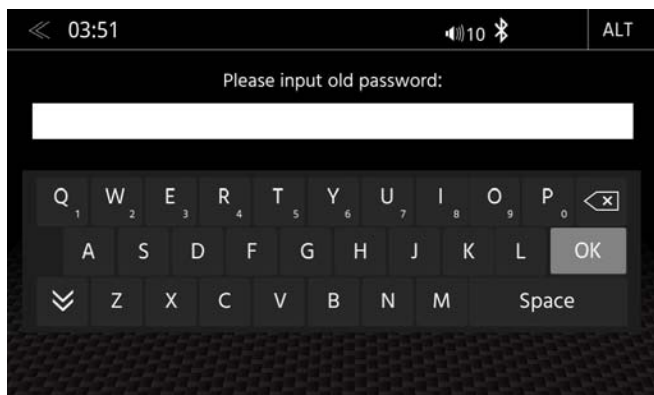 03:51 10 ALT
Please input old password:
Q 1 W 2 E 3 R 4 T 5 Y 6 U 7 I 8 O 9 P 0
A S D F G H J K L OK
Z X C V B N M Space